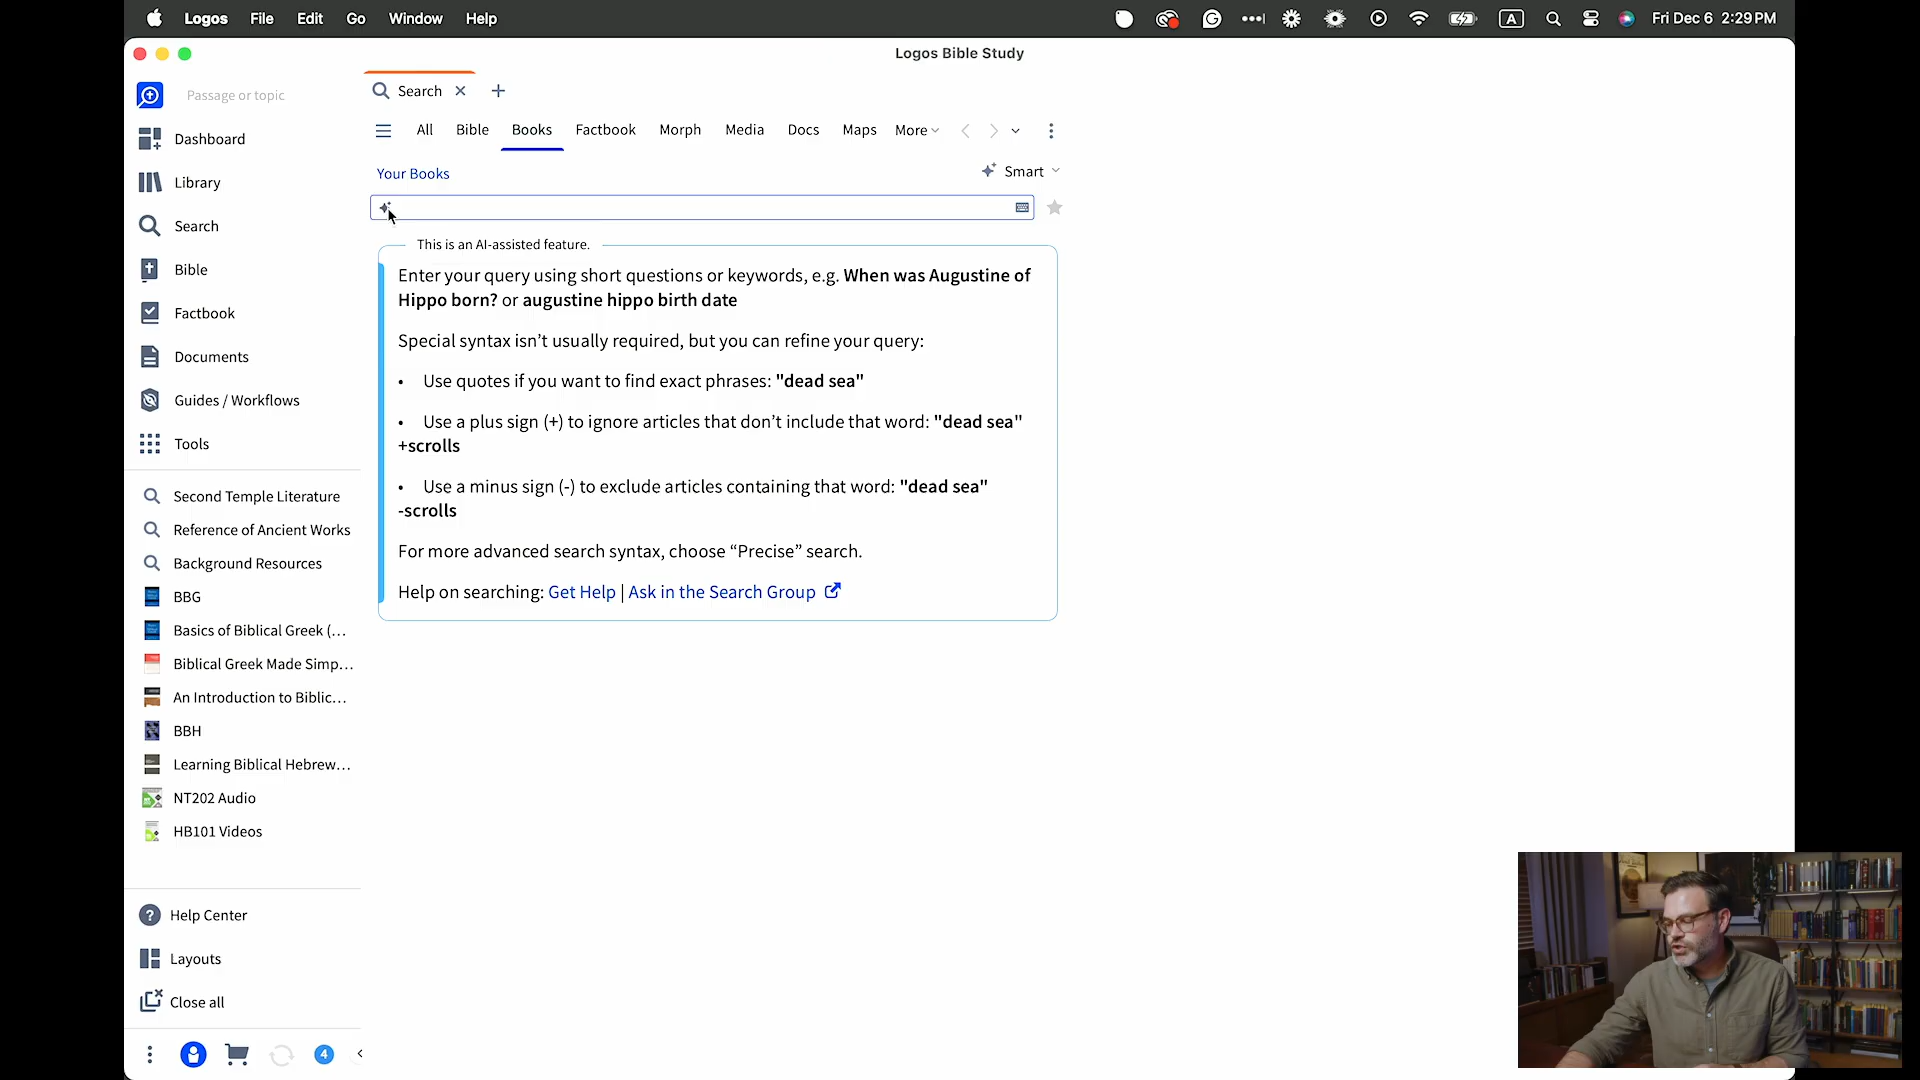 Logos File Edit Go Window Help
A
Fri Dec 6 2:29 PM
Logos Bible Study
Passage or topic
Dashboard
Library
Search
Bible
Factbook
Documents
Guides / Workflows
Tools
Second Temple Literature
Reference of Ancient Works
Background Resources
BBG
Basics of Biblical Greek (…
Biblical Greek Made Simp…
An Introduction to Biblic…
BBH
Learning Biblical Hebrew…
NT202 Audio
HB101 Videos
? Help Center
Layouts
Close all
4
Search
All Bible Books Factbook Morph Media Docs Maps More
Your Books
Smart
This is an AI-assisted feature.
Enter your query using short questions or keywords, e.g. When was Augustine of
Hippo born? or augustine hippo birth date
Special syntax isn’t usually required, but you can refine your query:
• Use quotes if you want to find exact phrases: "dead sea"
• Use a plus sign (+) to ignore articles that don’t include that word: "dead sea"
+scrolls
• Use a minus sign (-) to exclude articles containing that word: "dead sea"
-scrolls
For more advanced search syntax, choose “Precise” search.
Help on searching: Get Help | Ask in the Search Group